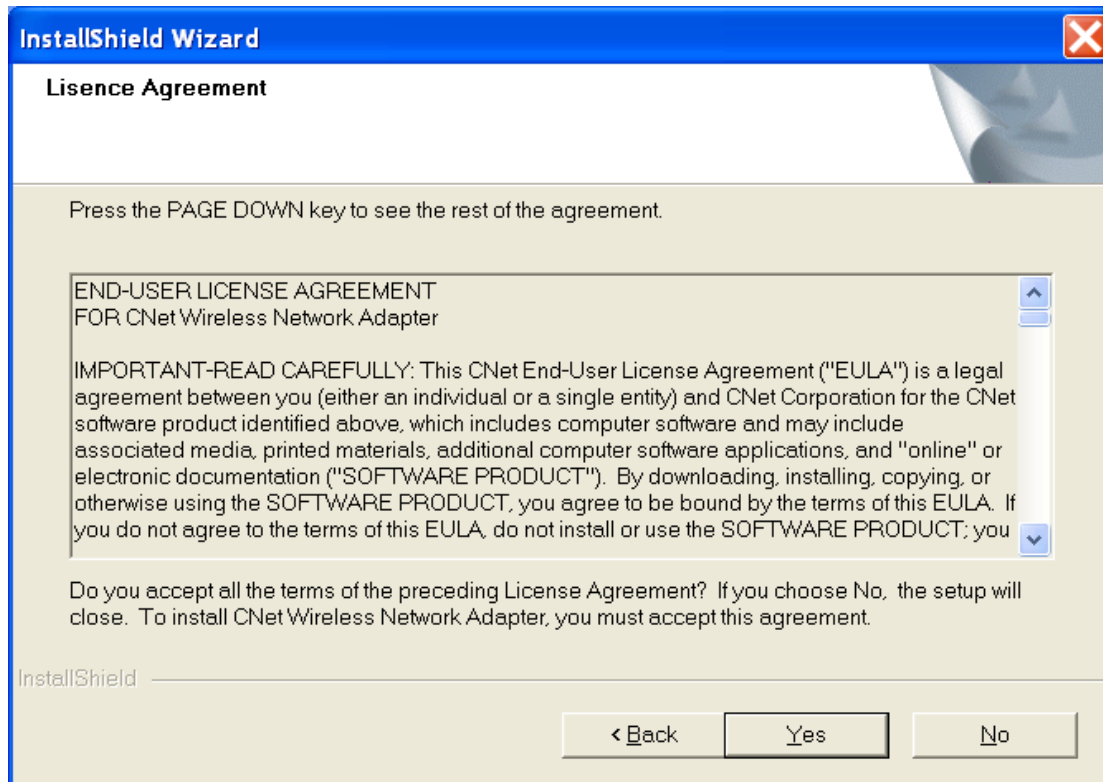 InstallShield Wizard
Lisence Agreement
Press the PAGE DOWN key to see the rest of the agreement.
END-USER LICENSE AGREEMENT
FOR CNet Wireless Network Adapter
IMPORTANT-READ CAREFULLY: This CNet End-User License Agreement ("EULA") is a legal
agreement between you (either an individual or a single entity) and CNet Corporation for the CNet
software product identified above, which includes computer software and may include
associated media, printed materials, additional computer software applications, and "online" or
electronic documentation ("SOFTWARE PRODUCT").  By downloading, installing, copying, or
otherwise using the SOFTWARE PRODUCT, you agree to be bound by the terms of this EULA.  If
you do not agree to the terms of this EULA, do not install or use the SOFTWARE PRODUCT; you
Do you accept all the terms of the preceding License Agreement?  If you choose No,  the setup will
close.  To install CNet Wireless Network Adapter, you must accept this agreement.
InstallShield
< Back
Yes
No